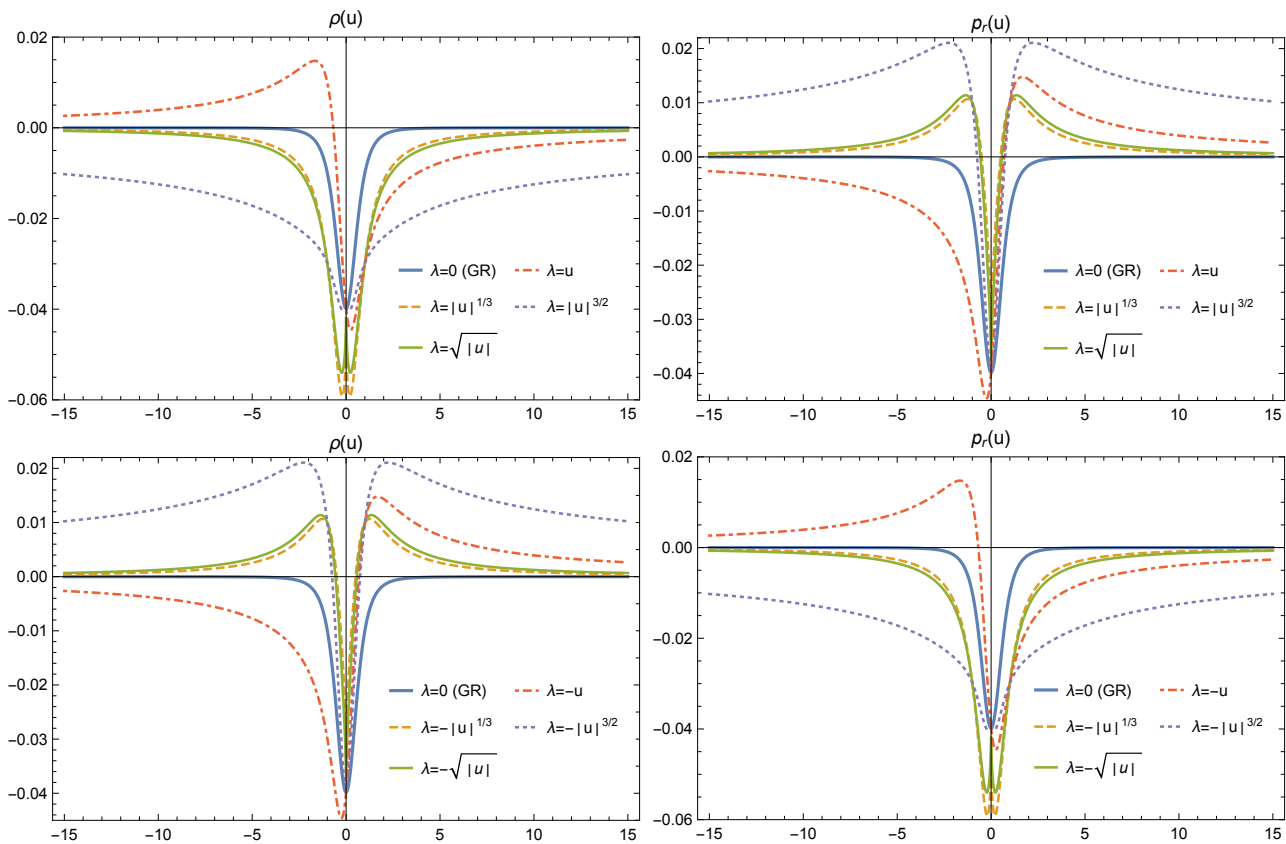 ρ(u)
0.02
0.00
-0.02
-0.04
-0.06
-15 -10 -5 0 5 10 15
λ=0 (GR) λ=u
λ=|u|^{1/3} λ=|u|^{3/2}
λ=√|u|
p_r(u)
0.02
0.01
0.00
-0.01
-0.02
-0.03
-0.04
-15 -10 -5 0 5 10 15
λ=0 (GR) λ=u
λ=|u|^{1/3} λ=|u|^{3/2}
λ=√|u|
ρ(u)
0.02
0.01
0.00
-0.01
-0.02
-0.03
-0.04
-15 -10 -5 0 5 10 15
λ=0 (GR) λ=-u
λ=-|u|^{1/3} λ=-|u|^{3/2}
λ=-√|u|
p_r(u)
0.02
0.00
-0.02
-0.04
-0.06
-15 -10 -5 0 5 10 15
λ=0 (GR) λ=-u
λ=-|u|^{1/3} λ=-|u|^{3/2}
λ=-√|u|